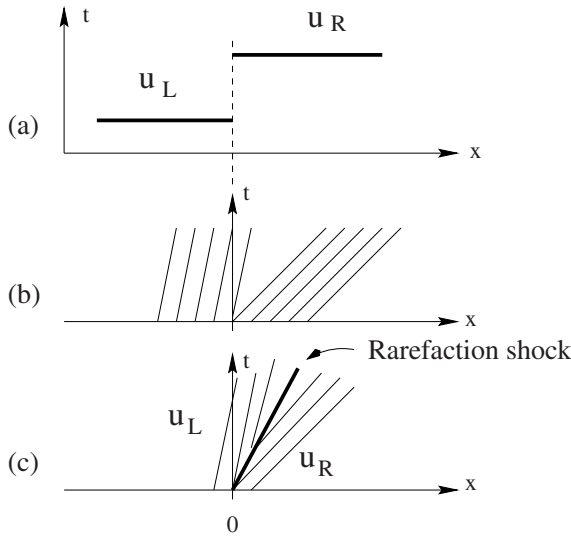 t
u R
u L
(a)
x
t
(b)
x
Rarefaction shock
t
u L
(c)
u R
x
0